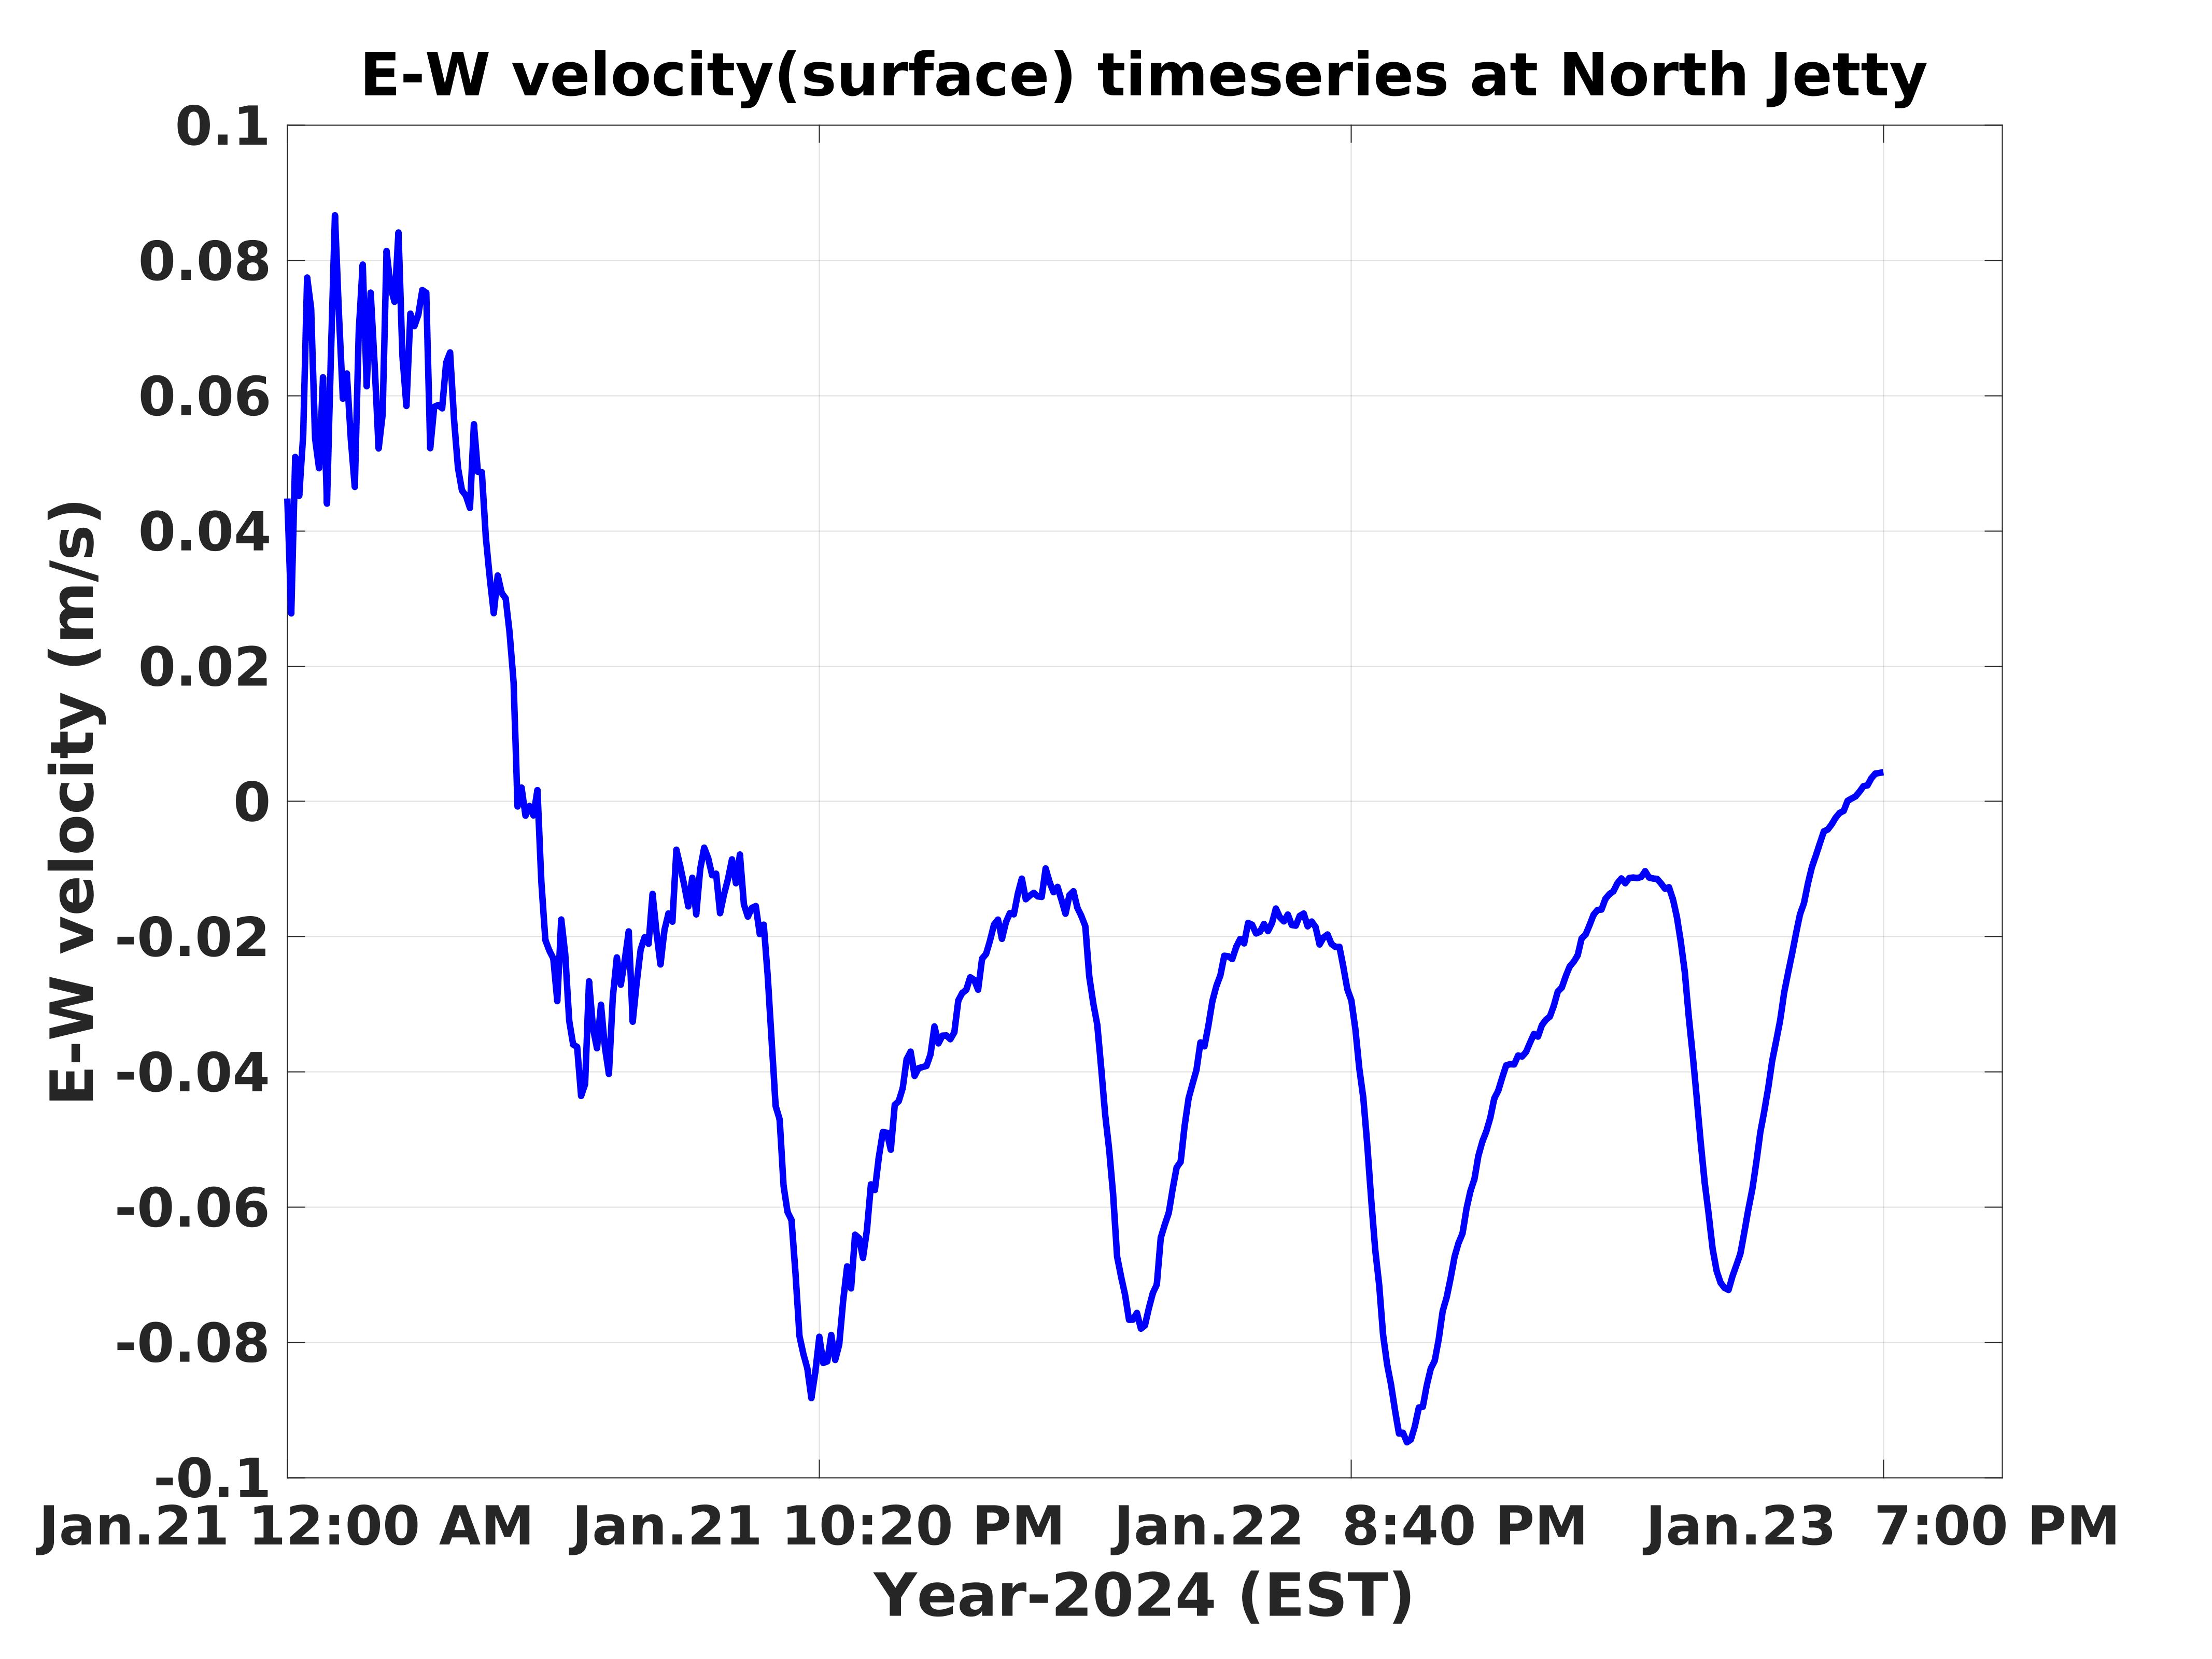 E-W velocity(surface) timeseries at North Jetty
E-W velocity (m/s)
0.1
0.08
0.06
0.04
0.02
0
-0.02
-0.04
-0.06
-0.08
-0.1
Jan.21 12:00 AM Jan.21 10:20 PM Jan.22 8:40 PM Jan.23 7:00 PM
Year-2024 (EST)